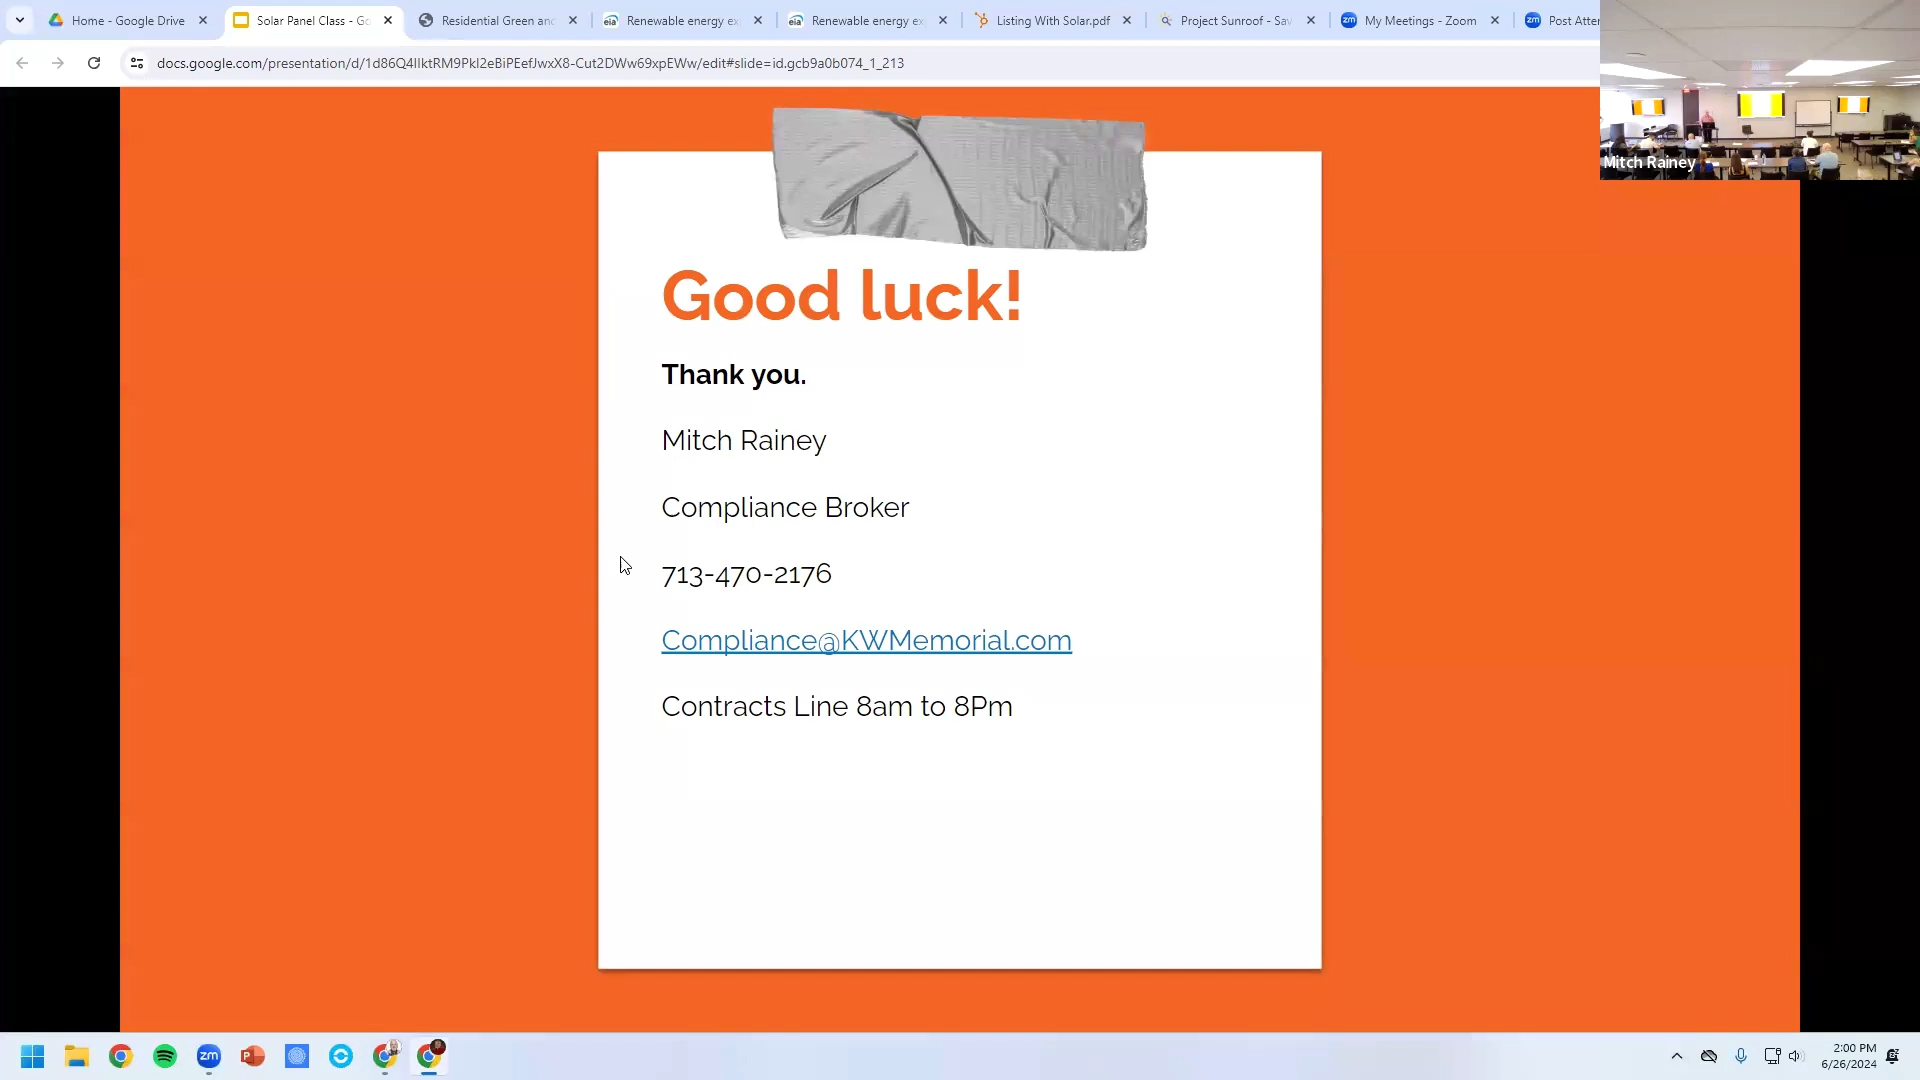 Home - Google Drive
Solar Panel Class - Go
Residential Green and
Renewable energy ex
Renewable energy ex
Listing With Solar.pdf
Project Sunroof - Sav
My Meetings - Zoom
Post Atter
docs.google.com/presentation/d/1d86Q4IlktRM9PkI2eBiPEefJwxX8-Cut2DWw69xpEWw/edit#slide=id.gcb9a0b074_1_213
Mitch Rainey
Good luck!
Thank you.
Mitch Rainey
Compliance Broker
713-470-2176
Compliance@KWMemorial.com
Contracts Line 8am to 8Pm
2:00 PM
6/26/2024